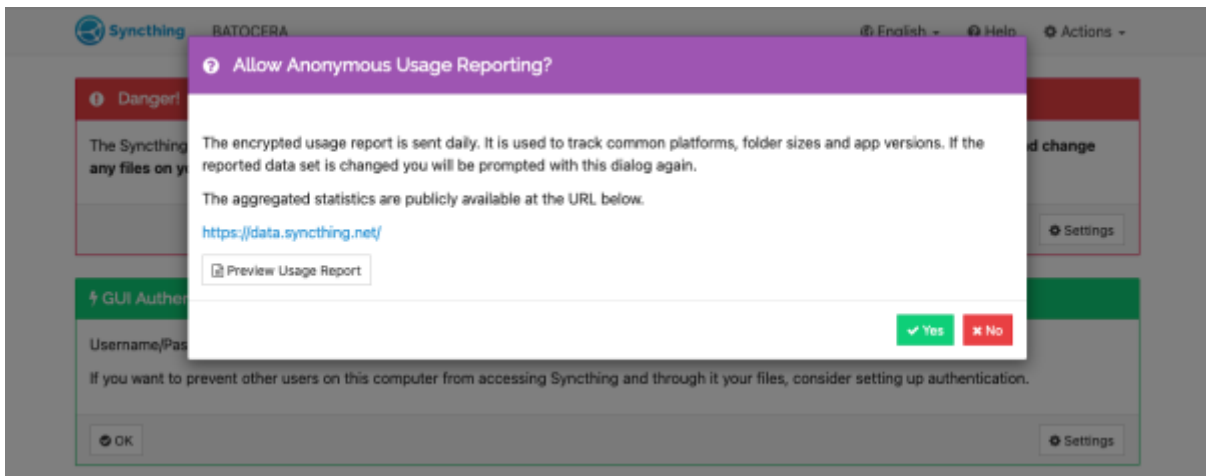 Syncthing BATOCERA English Help Actions
Allow Anonymous Usage Reporting?
Danger!
The encrypted usage report is sent daily. It is used to track common platforms, folder sizes and app versions. If the
reported data set is changed you will be prompted with this dialog again.
The Syncthing
d change
any files on
The aggregated statistics are publicly available at the URL below.
https://data.syncthing.net/
Settings
Preview Usage Report
GUI
Yes No
If you want to prevent other users on this computer from accessing Syncthing and through it your files, consider setting up authentication.
OK Settings